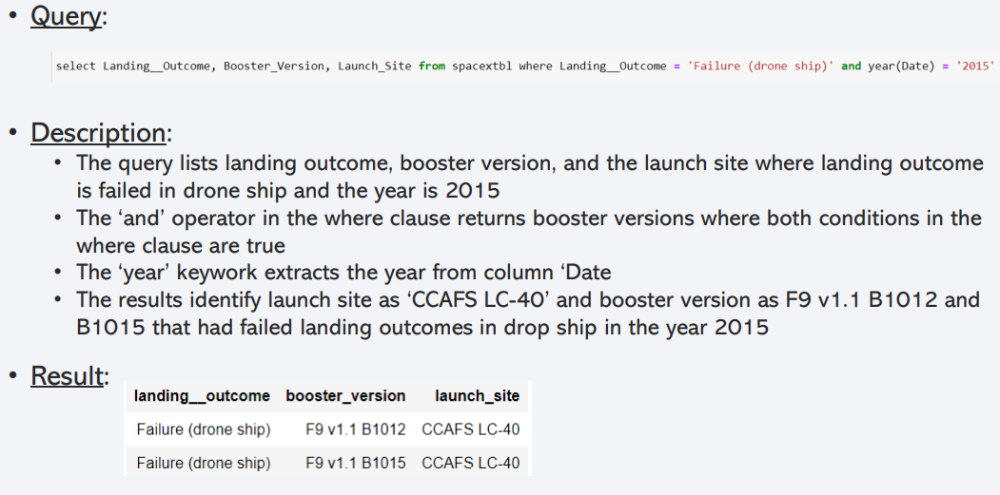 • Query:
select Landing__Outcome, Booster_Version, Launch_Site from spacextbl where Landing__Outcome = 'Failure (drone ship)' and year(Date) = '2015'
• Description:
• The query lists landing outcome, booster version, and the launch site where landing outcome
is failed in drone ship and the year is 2015
• The ‘and’ operator in the where clause returns booster versions where both conditions in the
where clause are true
• The ‘year’ keywork extracts the year from column ‘Date
• The results identify launch site as ‘CCAFS LC-40’ and booster version as F9 v1.1 B1012 and
B1015 that had failed landing outcomes in drop ship in the year 2015
• Result:
landing__outcome booster_version launch_site
Failure (drone ship) F9 v1.1 B1012 CCAFS LC-40
Failure (drone ship) F9 v1.1 B1015 CCAFS LC-40